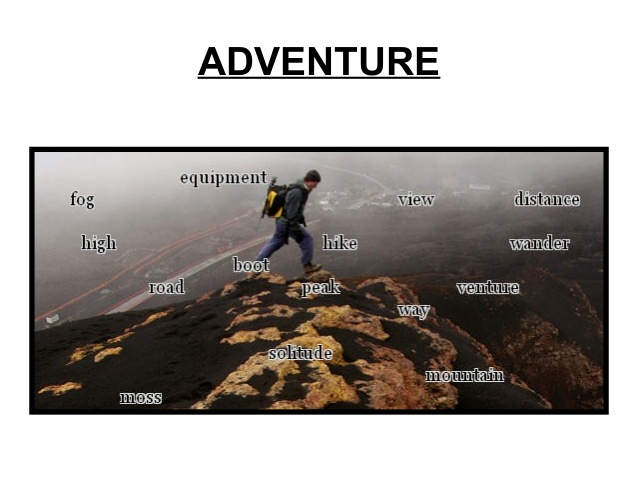 ADVENTURE
equipment
fog
view
distance
high
hike
wander
boot
road
peak
venture
way
solitude
mountain
moss